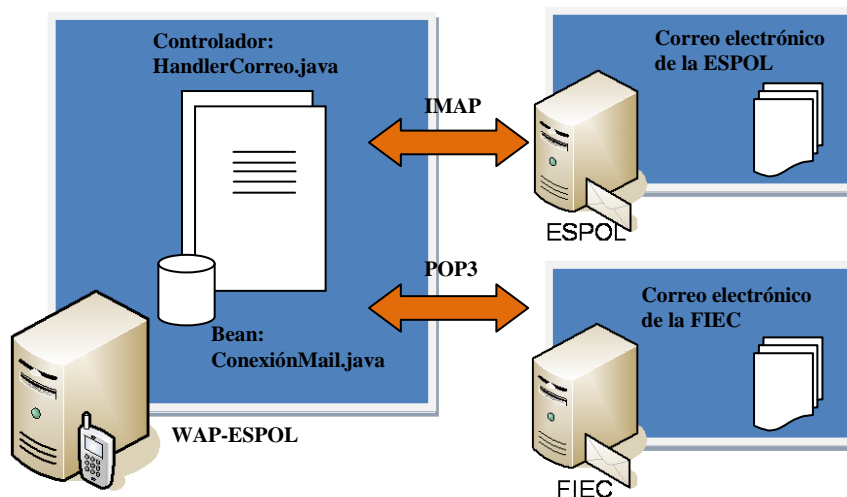 Controlador:
HandlerCorreo.java
IMAP
Correo electrónico
de la ESPOL
ESPOL
POP3
Bean:
ConexiónMail.java
Correo electrónico
de la FIEC
WAP-ESPOL
FIEC